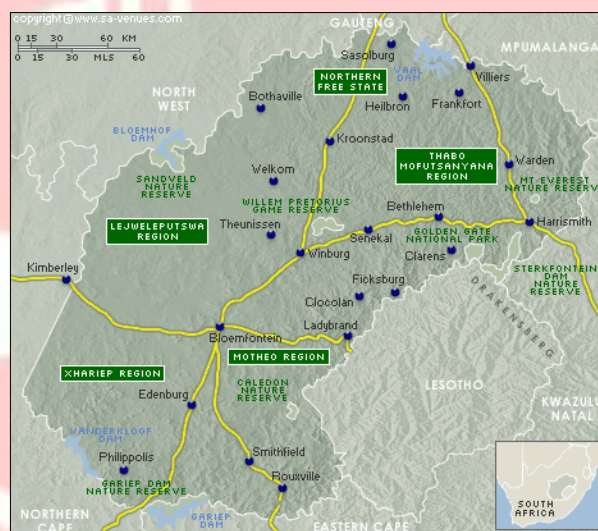 copyright@www.sa-venues.com
GAUTENG
0 15 30 60 KM
0 15 30 MLS 60
Sasolburg
MPUMALANGA
NORTHERN
FREE STATE
VAAL
DAM
Villiers
NORTH
WEST
Bothaville
Heilbron
Frankfort
BLOEMHOF
DAM
Kroonstad
THABO
MOFUTSANYANA
REGION
Warden
Welkom
SANDVELD
NATURE
RESERVE
MT EVEREST
NATURE RESERV
WILLEM PRETORIUS
GAME RESERVE
Bethlehem
LEJWELEPUTSWA
REGION
Theunissen
Senekal
GOLDEN GATE
NATIONAL PARK
Harrismith
Winburg
Clarens
Kimberley
STERKFONTEIN
DAM
NATURE
RESERVE
Ficksburg
Clocolan
DRAKENSBERG
Ladybrand
Bloemfontein
MOTHEO REGION
XHARIEP REGION
LESOTHO
CALEDON
NATURE
RESERVE
Edenburg
KWAZULU
NATAL
VANDERKLOOF
DAM
Smithfield
Philippolis
Rouxville
GARIEP DAM
NATURE RESERVE
SOUTH
AFRICA
NORTHERN
CAPE
GARIEP
DAM
EASTERN CAPE